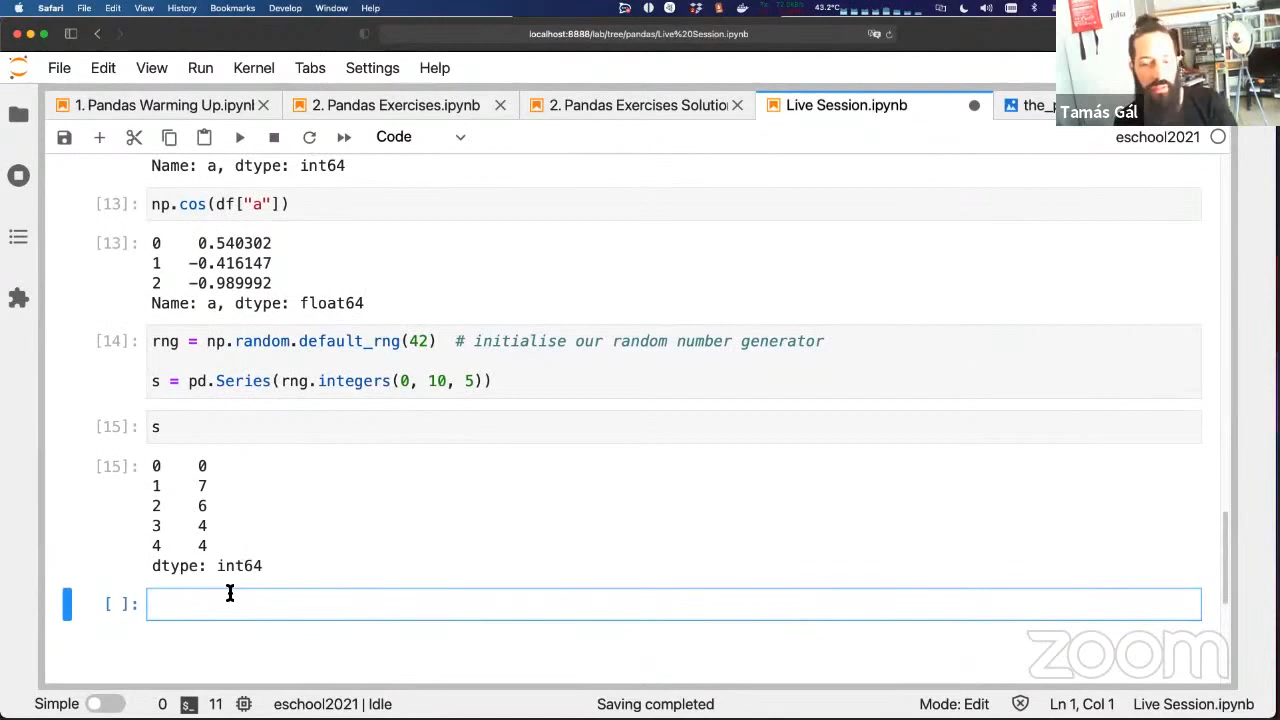 Safari File Edit View History Bookmarks Develop Window Help 43.2°C
localhost:8888/lab/tree/pandas/Live%20Session.ipynb
File Edit View Run Kernel Tabs Settings Help
1. Pandas Warming Up.ipynl 2. Pandas Exercises.ipynb 2. Pandas Exercises Solutio Live Session.ipynb the_p
Tamás Gál
Code eschool2021
Name: a, dtype: int64
[13]: np.cos(df["a"])
[13]: 0 0.540302
1 -0.416147
2 -0.989992
Name: a, dtype: float64
[14]: rng = np.random.default_rng(42) # initialise our random number generator
s = pd.Series(rng.integers(0, 10, 5))
[15]: s
[15]: 0 0
1 7
2 6
3 4
4 4
dtype: int64
[ ]:
zoom
Simple 0 11 eschool2021 | Idle Saving completed Mode: Edit Ln 1, Col 1 Live Session.ipynb